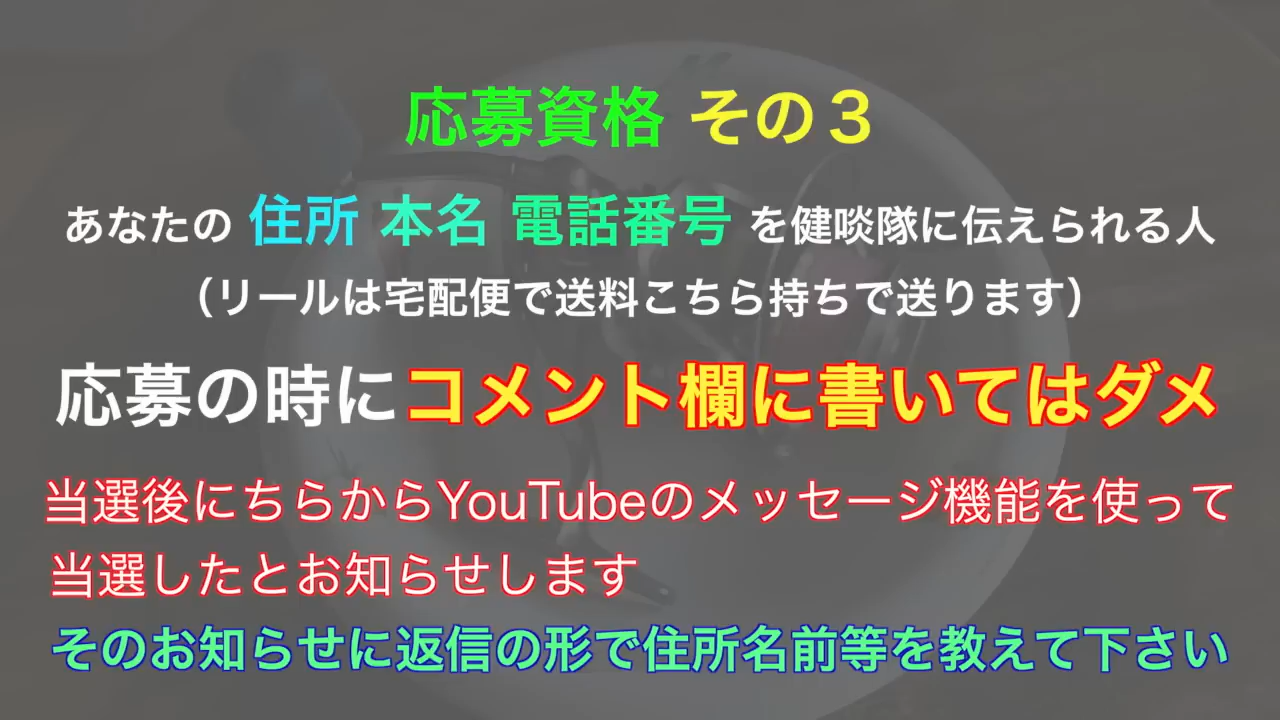 応募資格 その３
あなたの 住所 本名 電話番号 を健啖隊に伝えられる人
（リールは宅配便で送料こちら持ちで送ります）
応募の時にコメント欄に書いてはダメ
当選後にちらからYouTubeのメッセージ機能を使って
当選したとお知らせします
そのお知らせに返信の形で住所名前等を教えて下さい